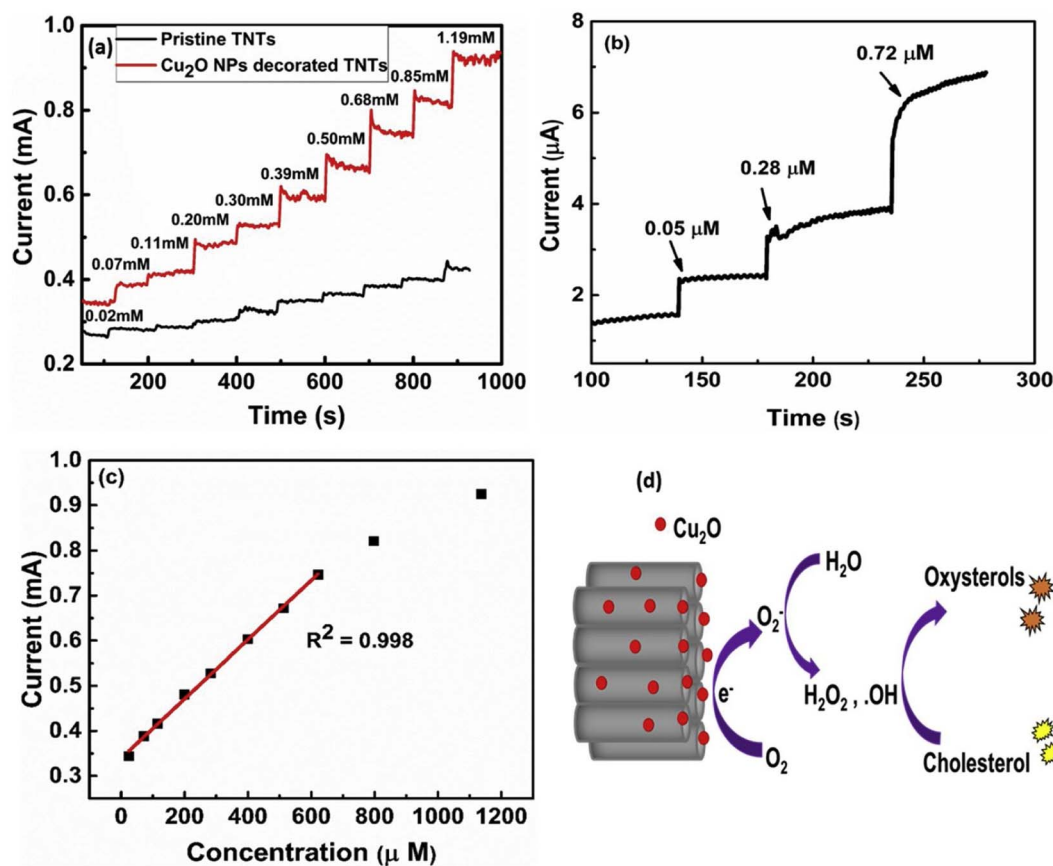 (a)
Pristine TNTs
Cu₂O NPs decorated TNTs
1.0
0.8
0.6
0.4
0.2
Current (mA)
0.02mM
0.07mM
0.11mM
0.20mM
0.30mM
0.39mM
0.50mM
0.68mM
0.85mM
1.19mM
200 400 600 800 1000
Time (s)
(b)
8
6
4
2
Current (μA)
0.05 μM
0.28 μM
0.72 μM
100 150 200 250 300
Time (s)
(c)
1.0
0.9
0.8
0.7
0.6
0.5
0.4
0.3
Current (mA)
R² = 0.998
0 200 400 600 800 1000 1200
Concentration (μ M)
(d)
Cu₂O
H₂O
Oxysterols
O₂⁻
e⁻
H₂O₂ , .OH
O₂
Cholesterol